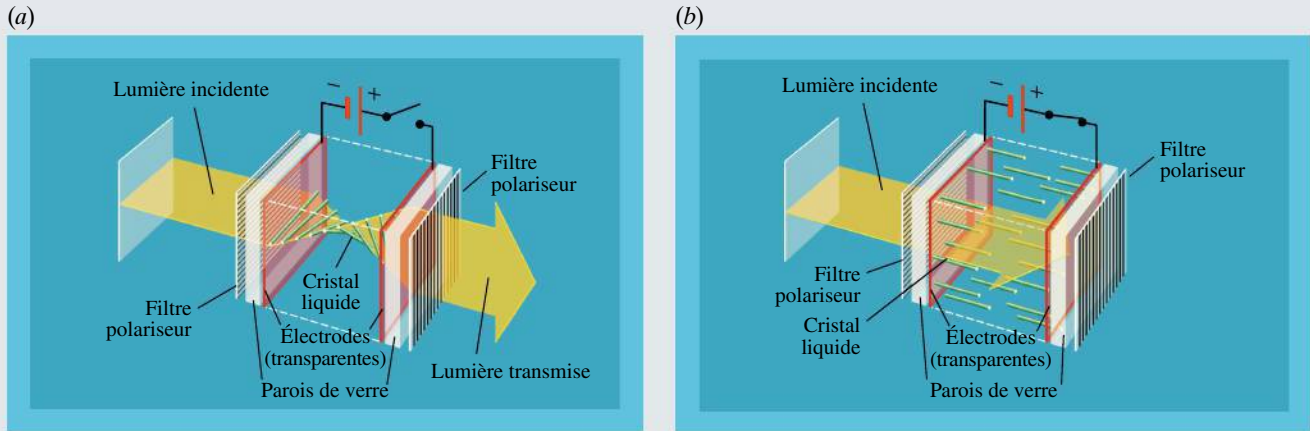 (a)
Lumière incidente
− +
Filtre
polariseur
Cristal
liquide
Filtre
polariseur
Électrodes
(transparentes)
Parois de verre
Lumière transmise
(b)
Lumière incidente
− +
Filtre
polariseur
Filtre
polariseur
Cristal
liquide
Électrodes
(transparentes)
Parois de verre